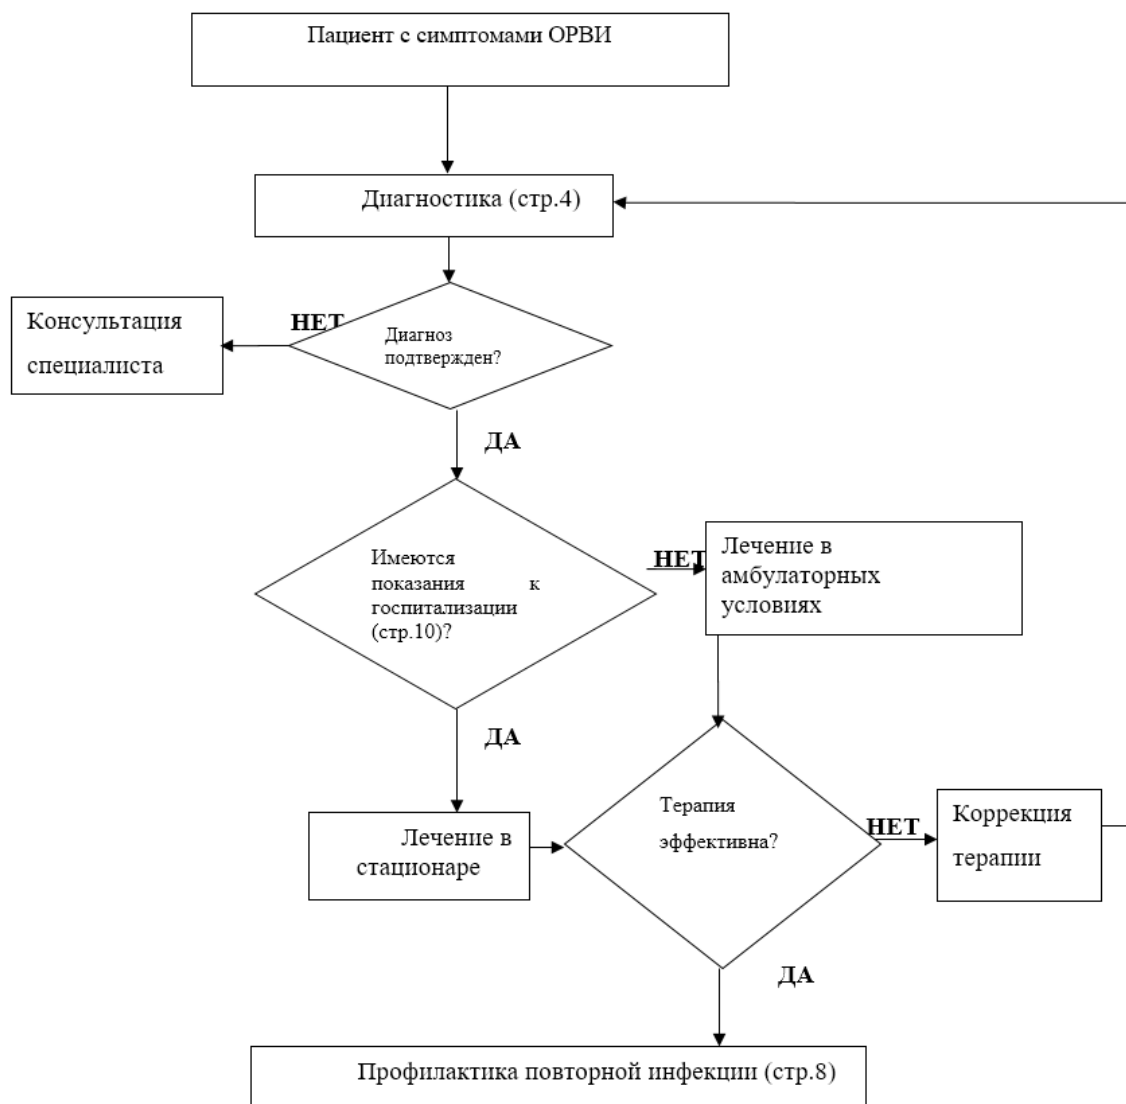 Пациент с симптомами ОРВИ
Диагностика (стр.4)
Консультация
специалиста
НЕТ
Диагноз
подтвержден?
ДА
Имеются
показания к
госпитализации
(стр.10)?
НЕТ
Лечение в
амбулаторных
условиях
ДА
Лечение в
стационаре
Терапия
эффективна?
НЕТ
Коррекция
терапии
ДА
Профилактика повторной инфекции (стр.8)